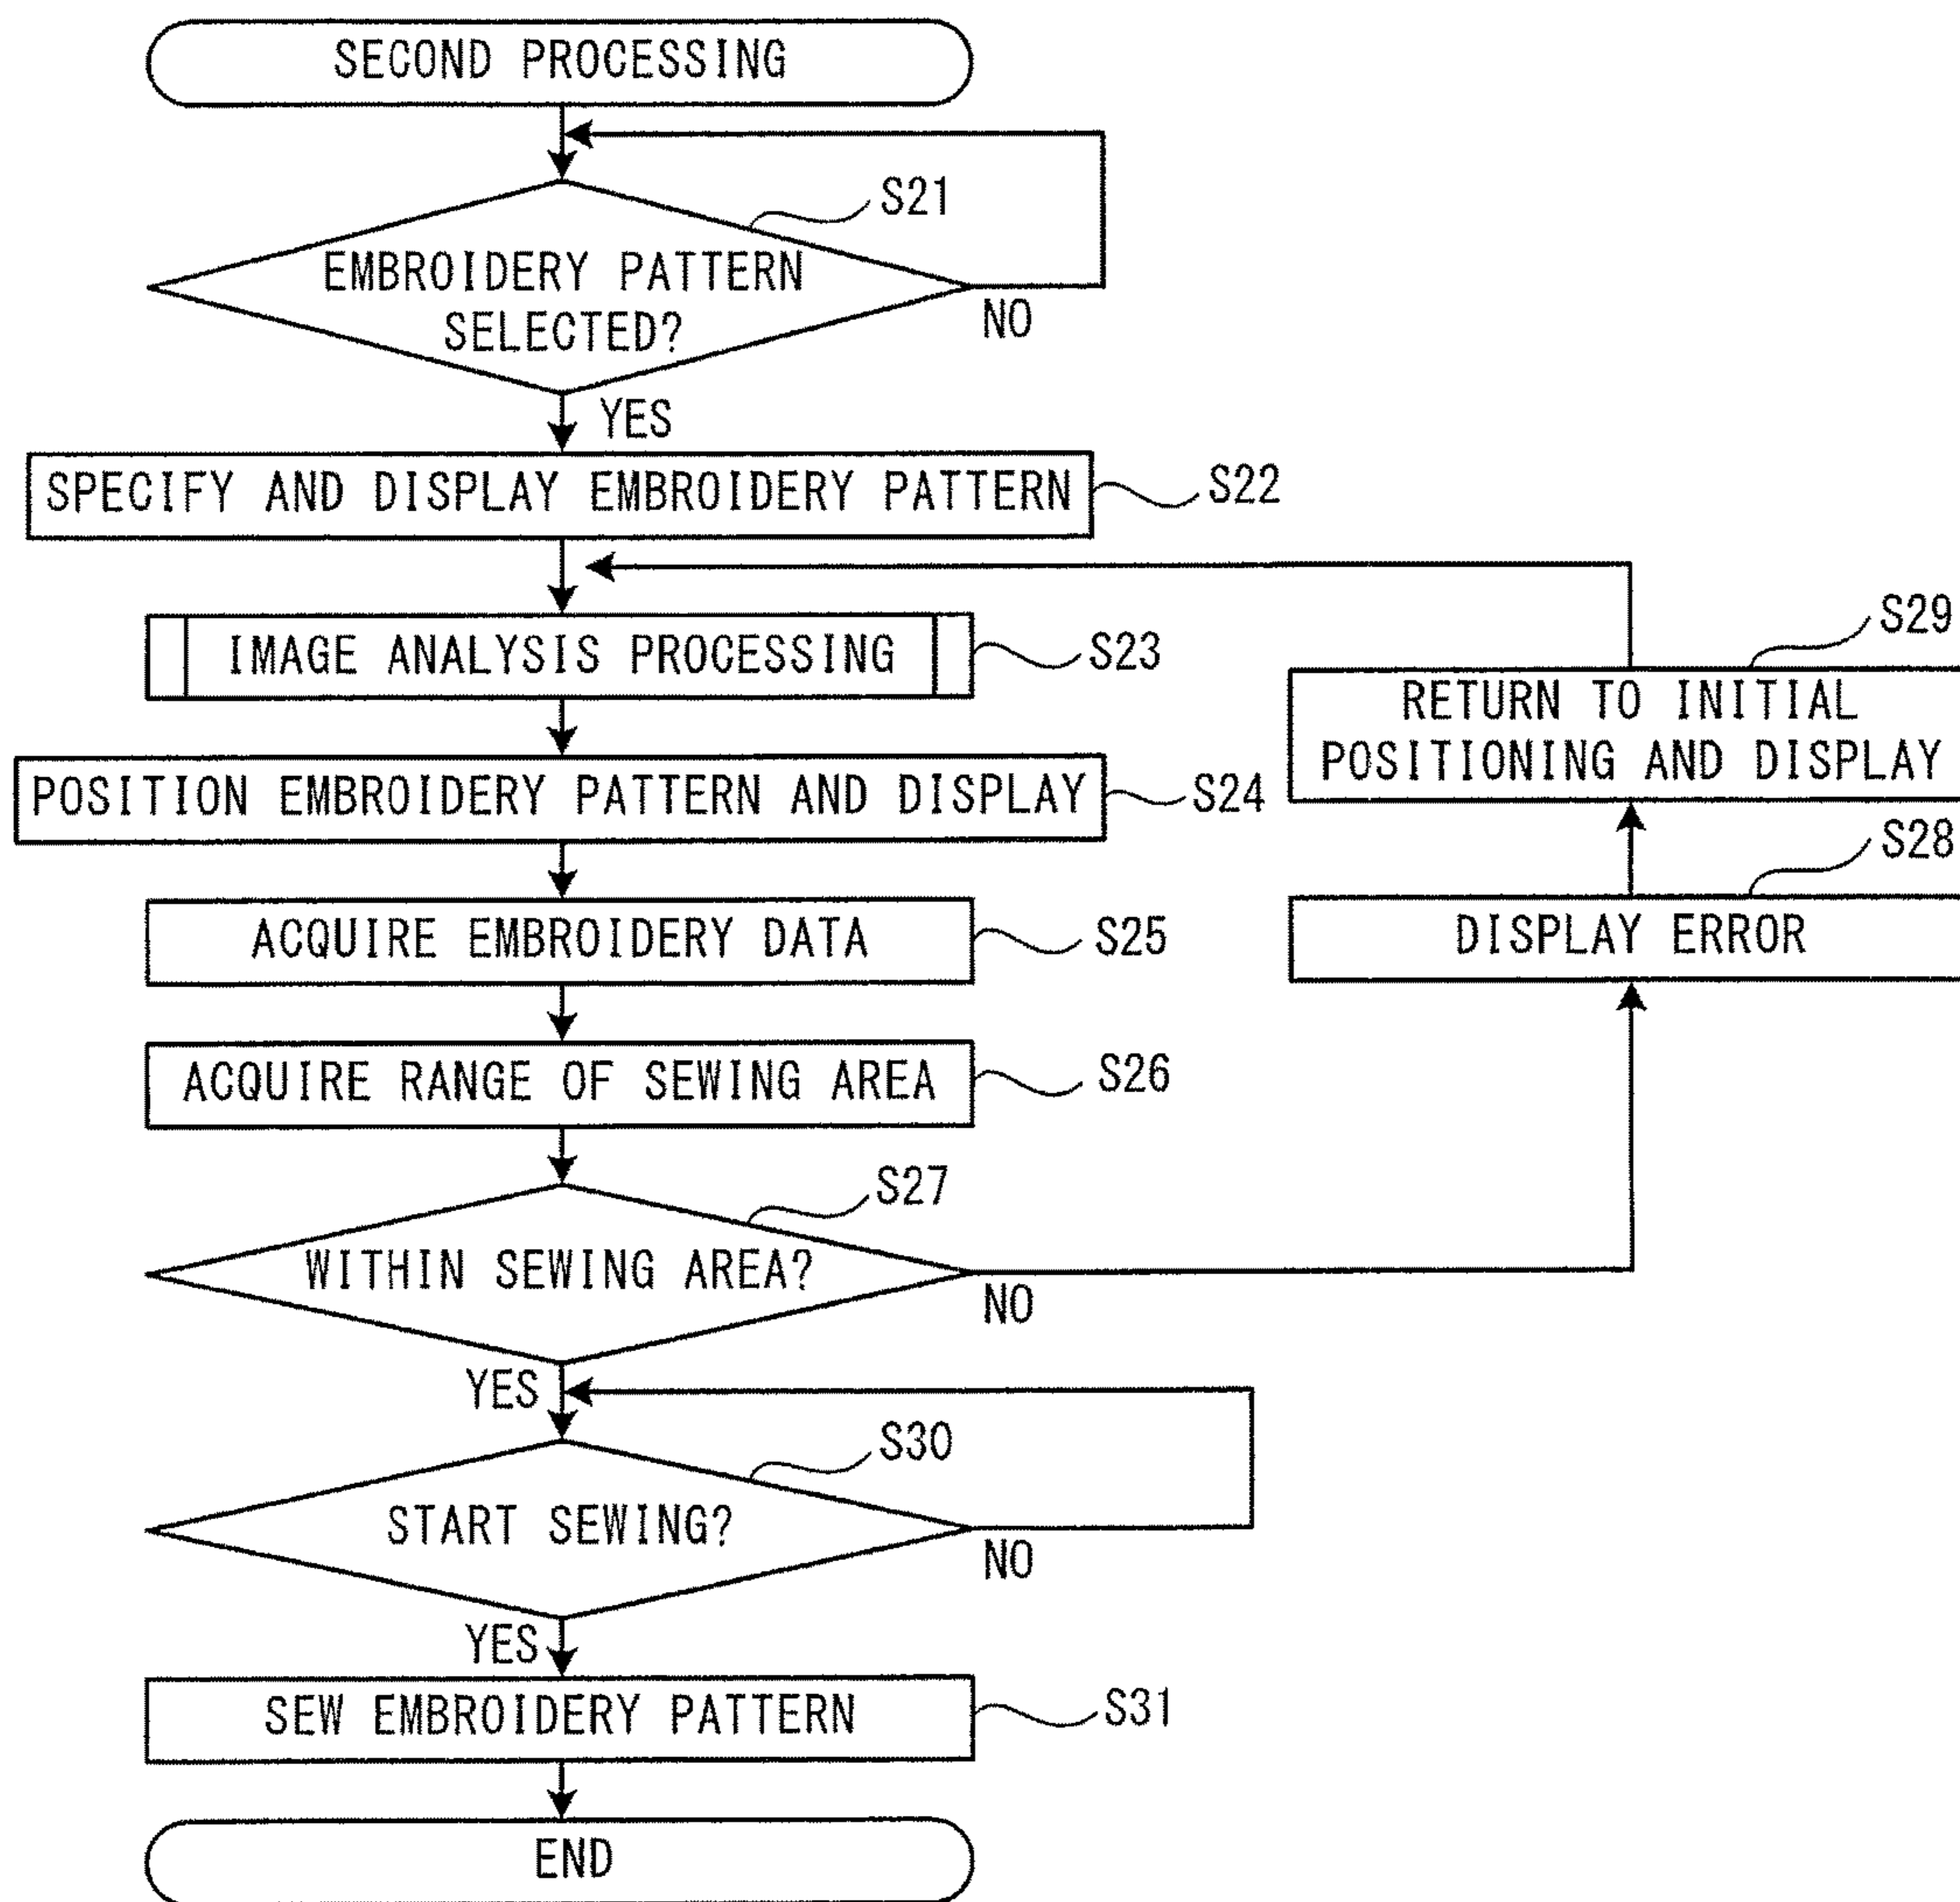 SECOND PROCESSING
S21
EMBROIDERY PATTERN
SELECTED?
NO
YES
SPECIFY AND DISPLAY EMBROIDERY PATTERN
S22
IMAGE ANALYSIS PROCESSING
S23
POSITION EMBROIDERY PATTERN AND DISPLAY
S24
ACQUIRE EMBROIDERY DATA
S25
ACQUIRE RANGE OF SEWING AREA
S26
S27
WITHIN SEWING AREA?
NO
YES
S29
RETURN TO INITIAL
POSITIONING AND DISPLAY
S28
DISPLAY ERROR
S30
START SEWING?
NO
YES
SEW EMBROIDERY PATTERN
S31
END